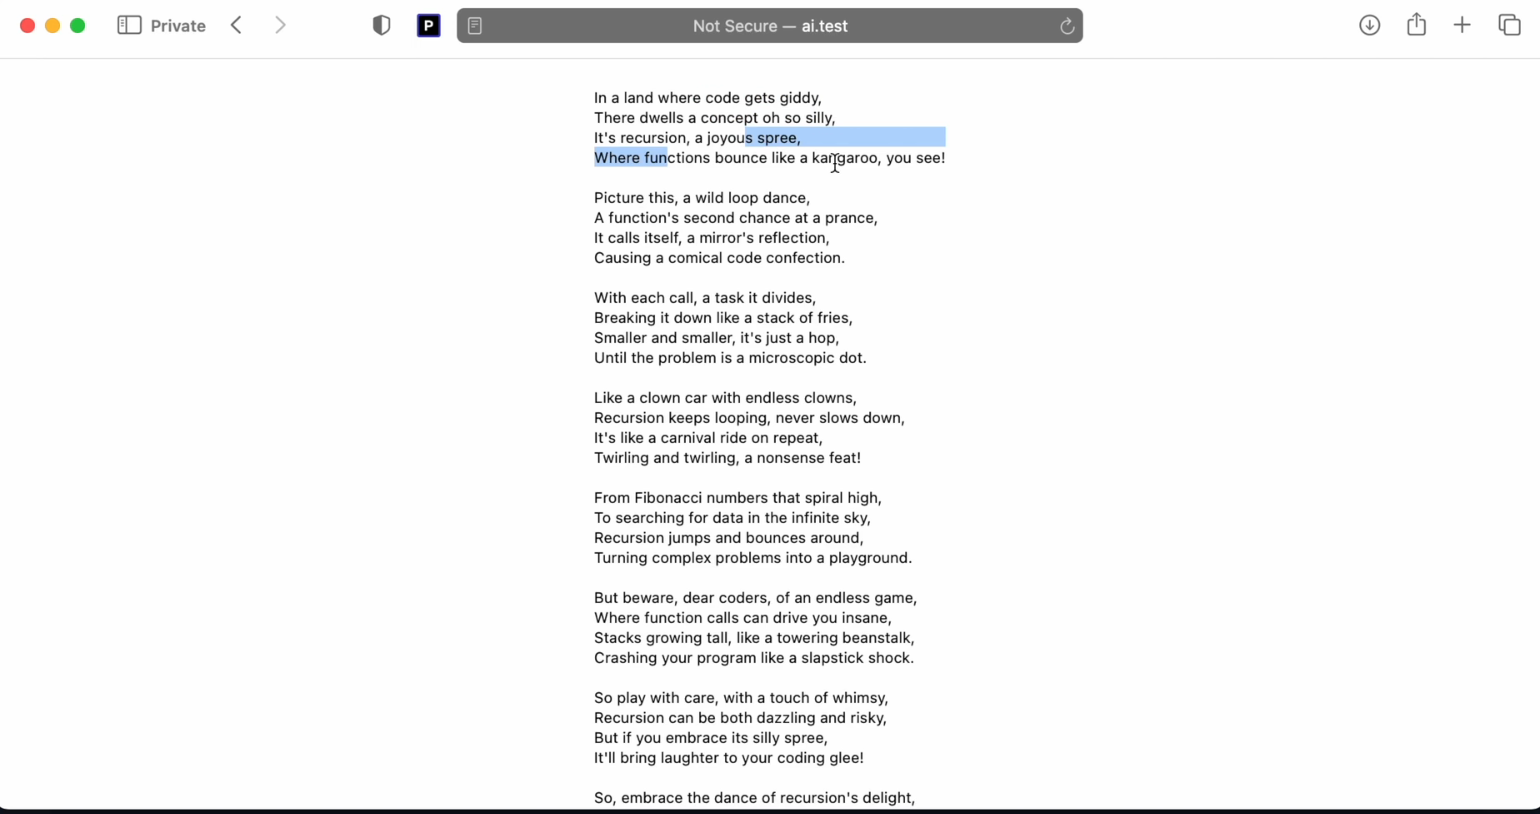 Private
P
Not Secure — ai.test
In a land where code gets giddy,
There dwells a concept oh so silly,
It's recursion, a joyous spree,
Where functions bounce like a kangaroo, you see!
Picture this, a wild loop dance,
A function's second chance at a prance,
It calls itself, a mirror's reflection,
Causing a comical code confection.
With each call, a task it divides,
Breaking it down like a stack of fries,
Smaller and smaller, it's just a hop,
Until the problem is a microscopic dot.
Like a clown car with endless clowns,
Recursion keeps looping, never slows down,
It's like a carnival ride on repeat,
Twirling and twirling, a nonsense feat!
From Fibonacci numbers that spiral high,
To searching for data in the infinite sky,
Recursion jumps and bounces around,
Turning complex problems into a playground.
But beware, dear coders, of an endless game,
Where function calls can drive you insane,
Stacks growing tall, like a towering beanstalk,
Crashing your program like a slapstick shock.
So play with care, with a touch of whimsy,
Recursion can be both dazzling and risky,
But if you embrace its silly spree,
It'll bring laughter to your coding glee!
So, embrace the dance of recursion's delight,